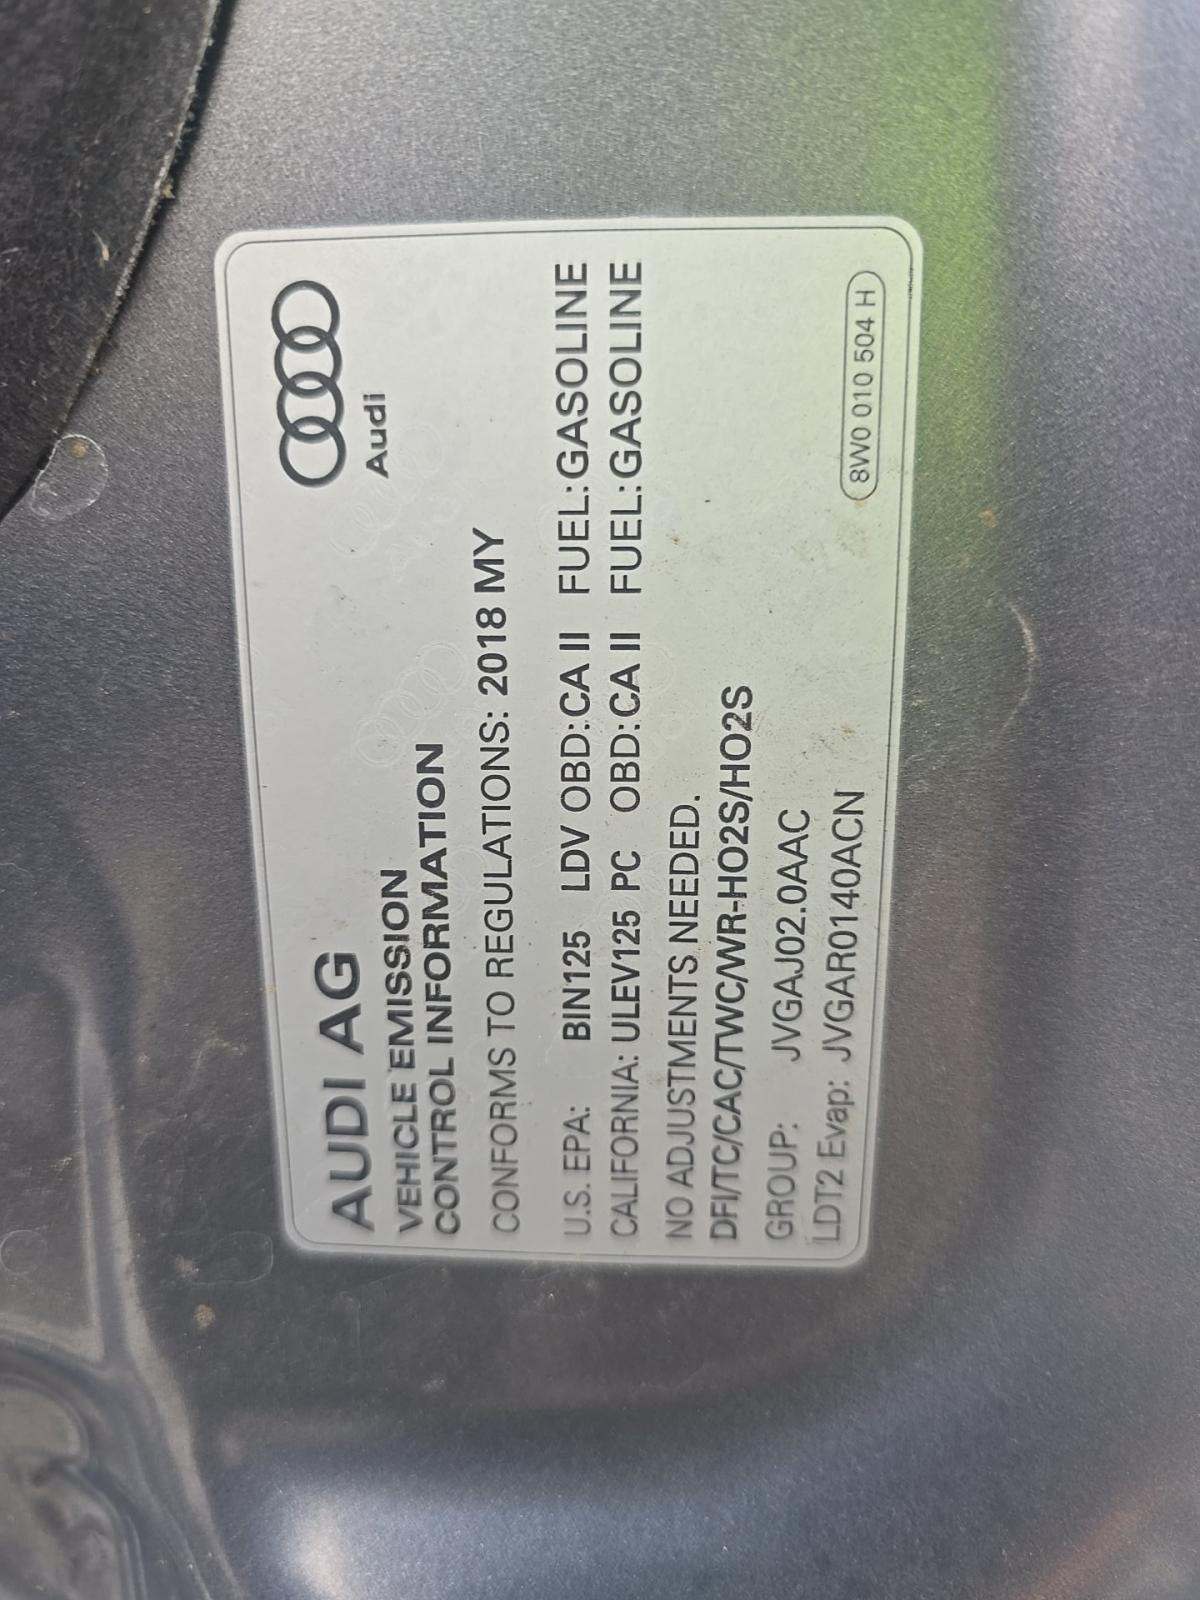 Audi
AUDI AG
VEHICLE EMISSION
CONTROL INFORMATION
CONFORMS TO REGULATIONS: 2018 MY
U.S. EPA: BIN125 LDV OBD:CA II FUEL:GASOLINE
CALIFORNIA: ULEV125 PC OBD:CA II FUEL:GASOLINE
NO ADJUSTMENTS NEEDED.
DFI/TC/CAC/TWC/WR-HO2S/HO2S
GROUP: JVGAJ02.0AAC
LDT2 Evap: JVGAR0140ACN
8W0 010 504 H